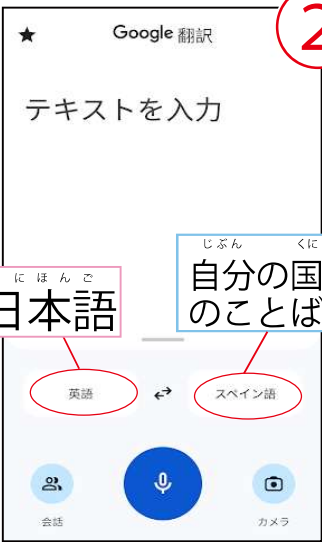 ②
Google 翻訳
テキストを入力
にほんご
日本語
じぶん くに
自分の国
のことば
英語
スペイン語
会話
カメラ